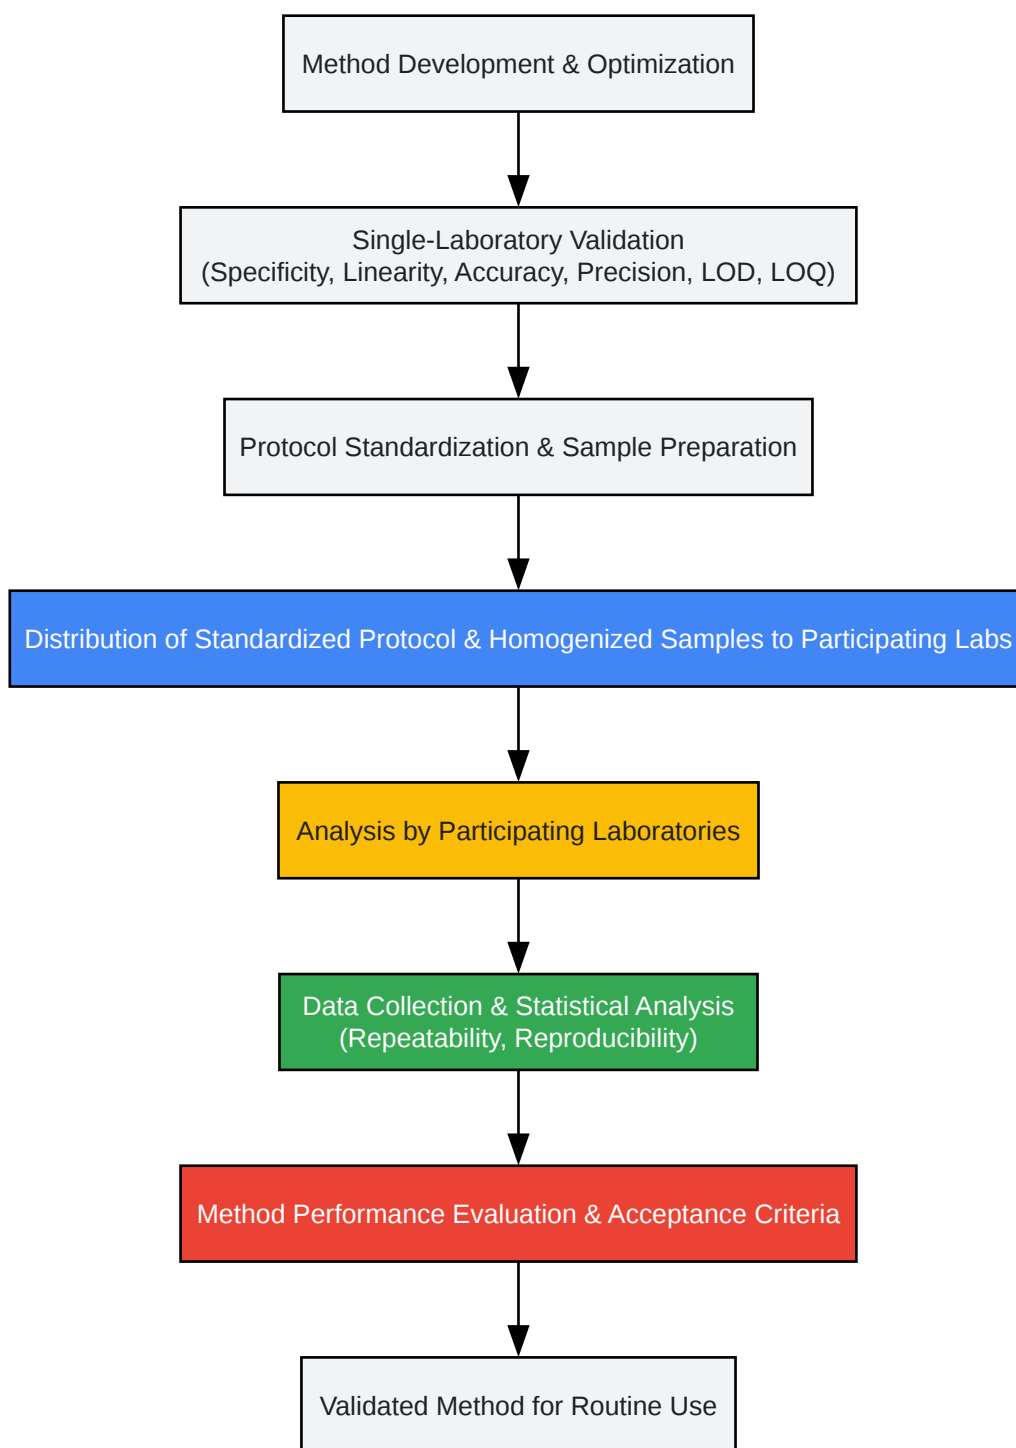 Method Development & Optimization
Single-Laboratory Validation
(Specificity, Linearity, Accuracy, Precision, LOD, LOQ)
Protocol Standardization & Sample Preparation
Distribution of Standardized Protocol & Homogenized Samples to Participating Labs
Analysis by Participating Laboratories
Data Collection & Statistical Analysis
(Repeatability, Reproducibility)
Method Performance Evaluation & Acceptance Criteria
Validated Method for Routine Use